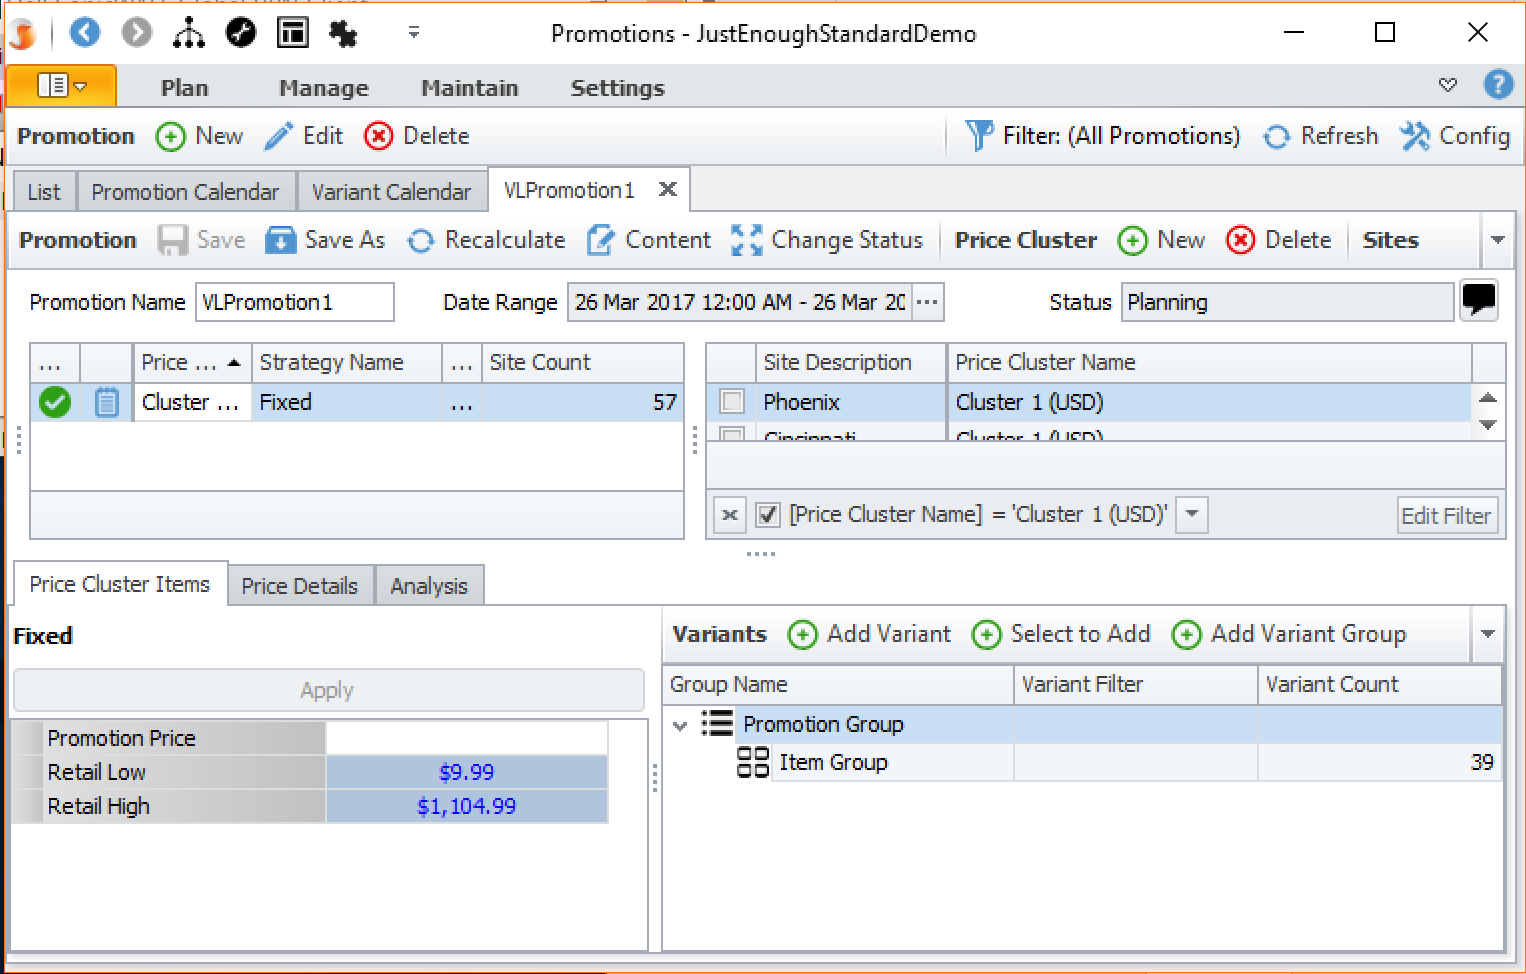 Promotions - JustEnoughStandardDemo
Plan Manage Maintain Settings
Promotion New Edit Delete Filter: (All Promotions) Refresh Config
List Promotion Calendar Variant Calendar VLPromotion1
Promotion Save Save As Recalculate Content Change Status Price Cluster New Delete Sites
Promotion Name VLPromotion1 Date Range 26 Mar 2017 12:00 AM - 26 Mar 20 ... Status Planning
... Price ... Strategy Name ... Site Count Site Description Price Cluster Name
Cluster ... Fixed ... 57 Phoenix Cluster 1 (USD)
Cincinnati Cluster 1 (USD)
[Price Cluster Name] = 'Cluster 1 (USD)' Edit Filter
Price Cluster Items Price Details Analysis
Fixed Variants Add Variant Select to Add Add Variant Group
Apply Group Name Variant Filter Variant Count
Promotion Group
Promotion Price
Item Group 39
Retail Low $9.99
Retail High $1,104.99